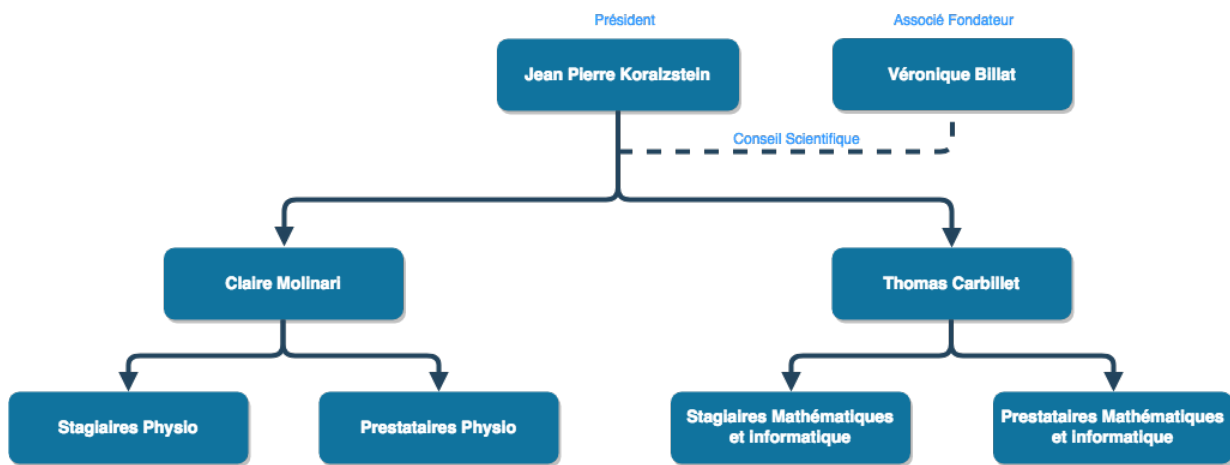 Président
Associé Fondateur
Jean Pierre Koralzstein
Véronique Billat
Conseil Scientifique
Claire Molinari
Thomas Carbillet
Stagiaires Physio
Prestataires Physio
Stagiaires Mathématiques
et informatique
Prestataires Mathématiques
et informatique